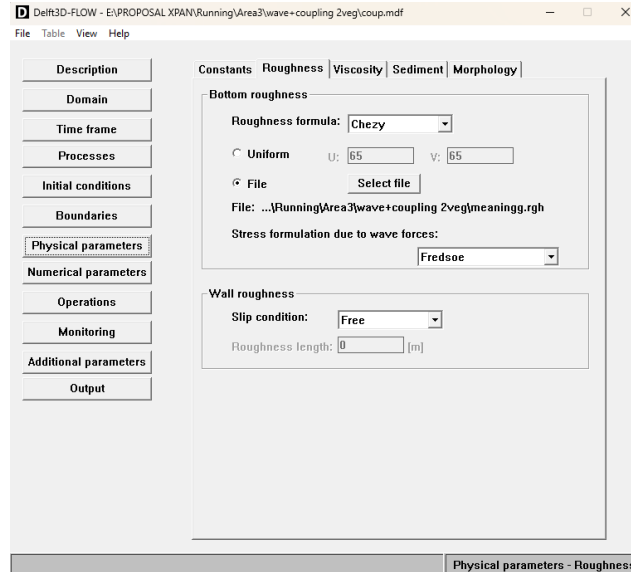 D Delft3D-FLOW - E:\PROPOSAL XPAN\Running\Area3\wave+coupling 2veg\coup.mdf
File Table View Help
Description
Domain
Time frame
Processes
Initial conditions
Boundaries
Physical parameters
Numerical parameters
Operations
Monitoring
Additional parameters
Output
Constants Roughness Viscosity Sediment Morphology
Bottom roughness
Roughness formula: Chezy
Uniform U: 65 V: 65
File Select file
File: ...\Running\Area3\wave+coupling 2veg\meaningg.rgh
Stress formulation due to wave forces:
Fredsoe
Wall roughness
Slip condition: Free
Roughness length: 0 [m]
Physical parameters - Roughness